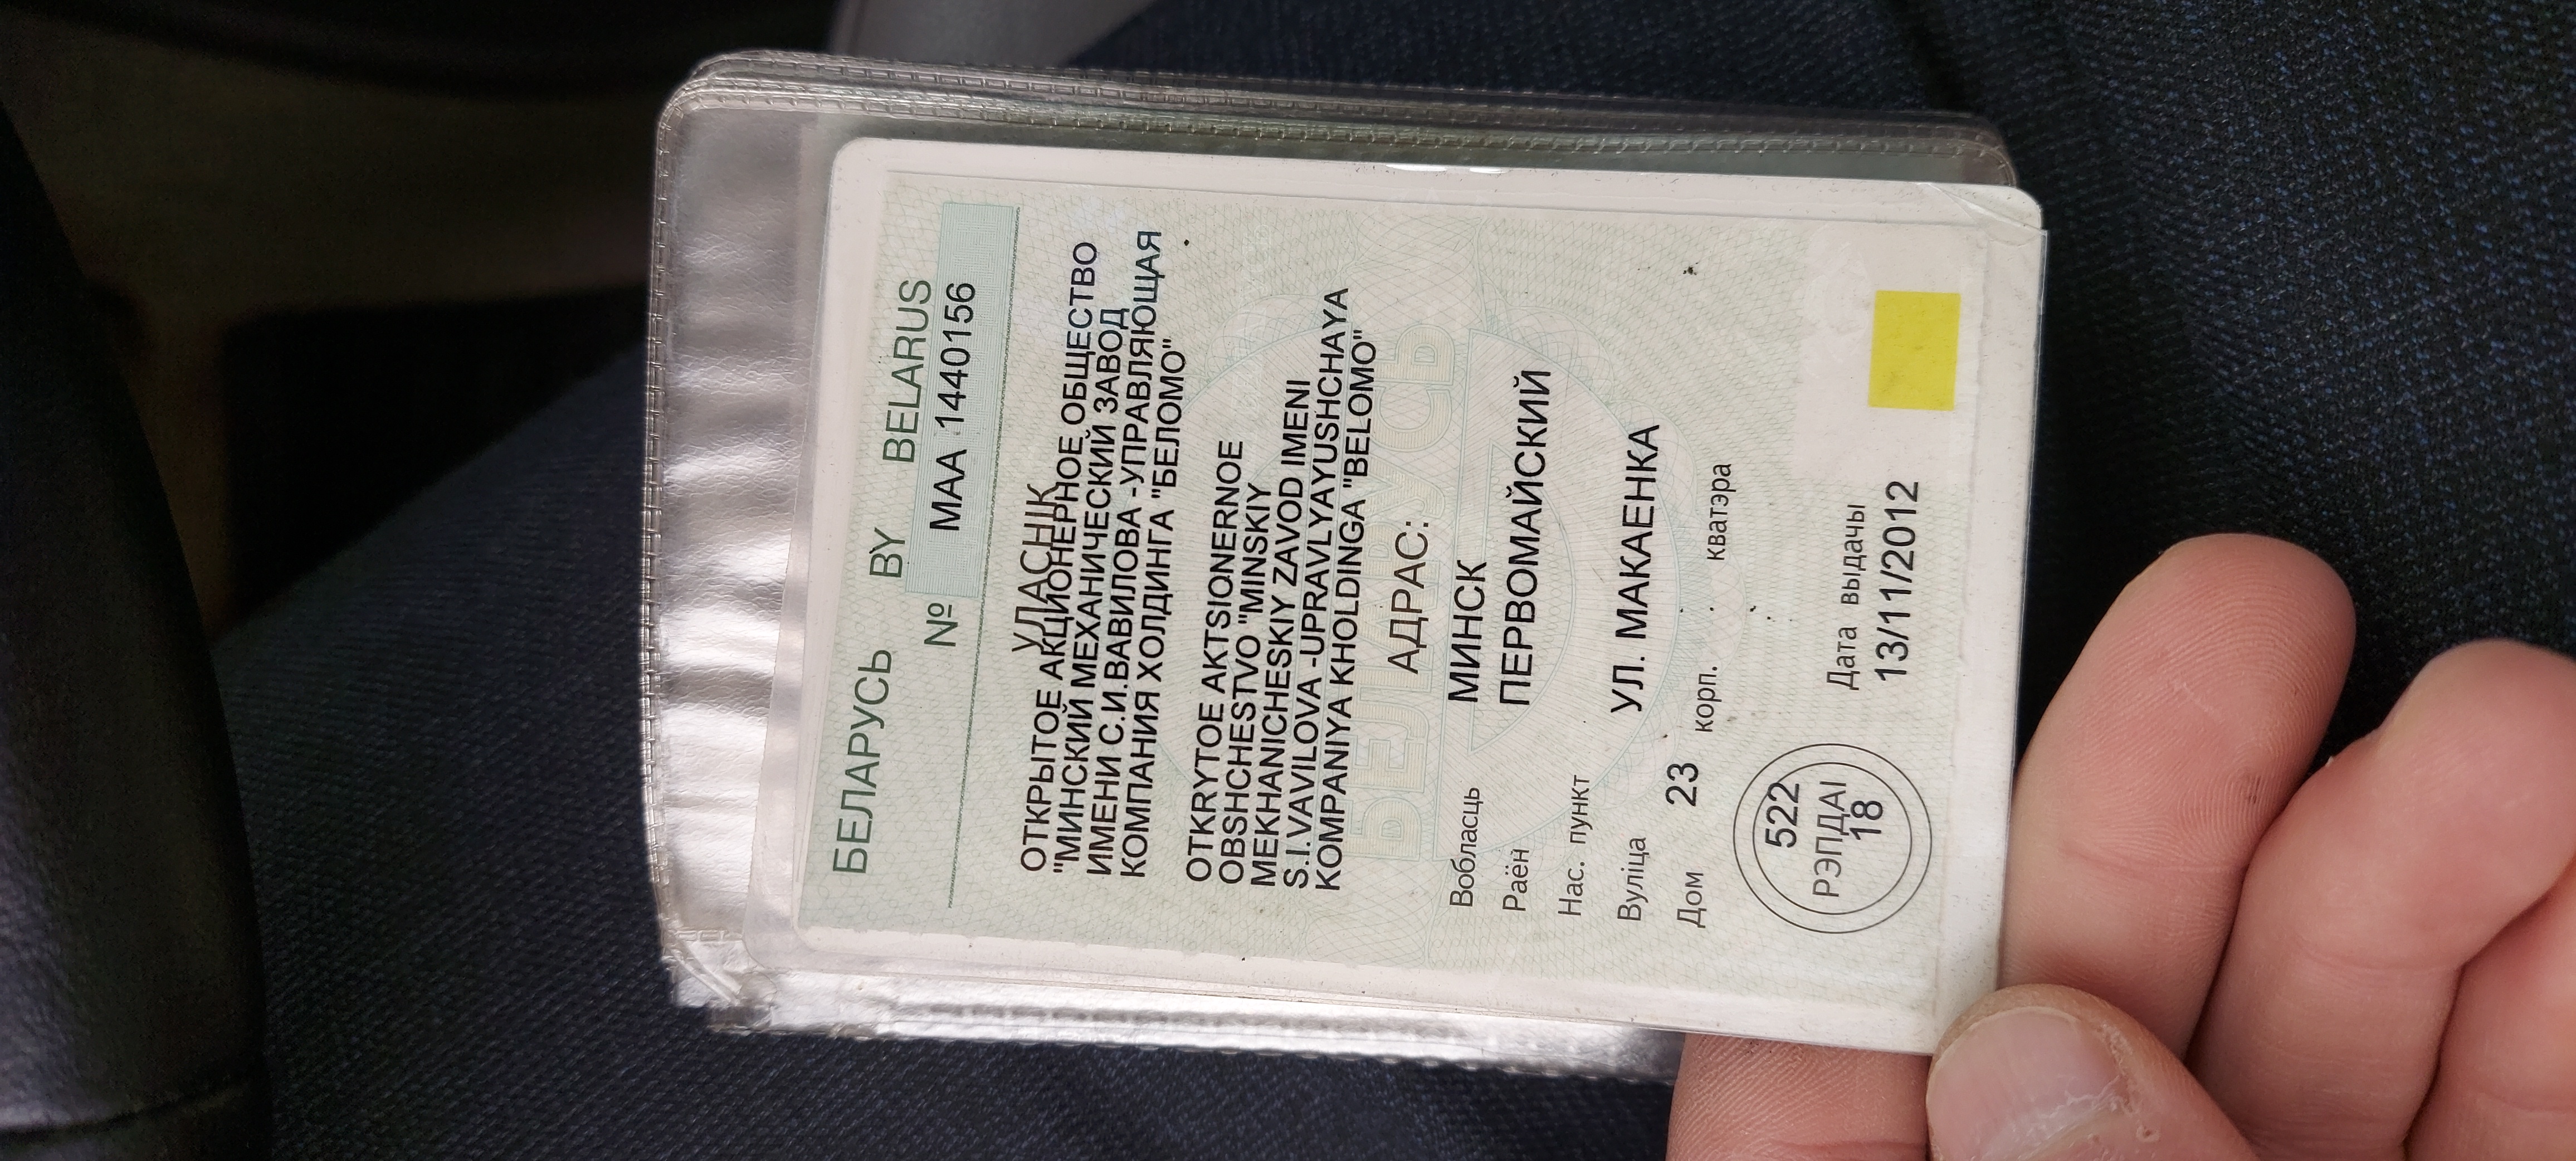 БЕЛАРУСЬ BY BELARUS
№ МАА 1440156
УЛАСНІК
ОТКРЫТОЕ АКЦИОНЕРНОЕ ОБЩЕСТВО
"МИНСКИЙ МЕХАНИЧЕСКИЙ ЗАВОД
ИМЕНИ С.И.ВАВИЛОВА -УПРАВЛЯЮЩАЯ
КОМПАНИЯ ХОЛДИНГА "БЕЛОМО"
OTKRYTOE AKTSIONERNOE
OBSHCHESTVO "MINSKIY
MEKHANICHESKIY ZAVOD IMENI
S.I.VAVILOVA -UPRAVLYAYUSHCHAYA
KOMPANIYA KHOLDINGA "BELOMO"
АДРАС:
Вобласць МИНСК
Раён ПЕРВОМАЙСКИЙ
Нас. пункт
Вуліца УЛ. МАКАЕНКА
Дом 23 корп. кватэра
522
РЭПДАІ
18
Дата выдачы
13/11/2012
БЕЛАРУСЬ